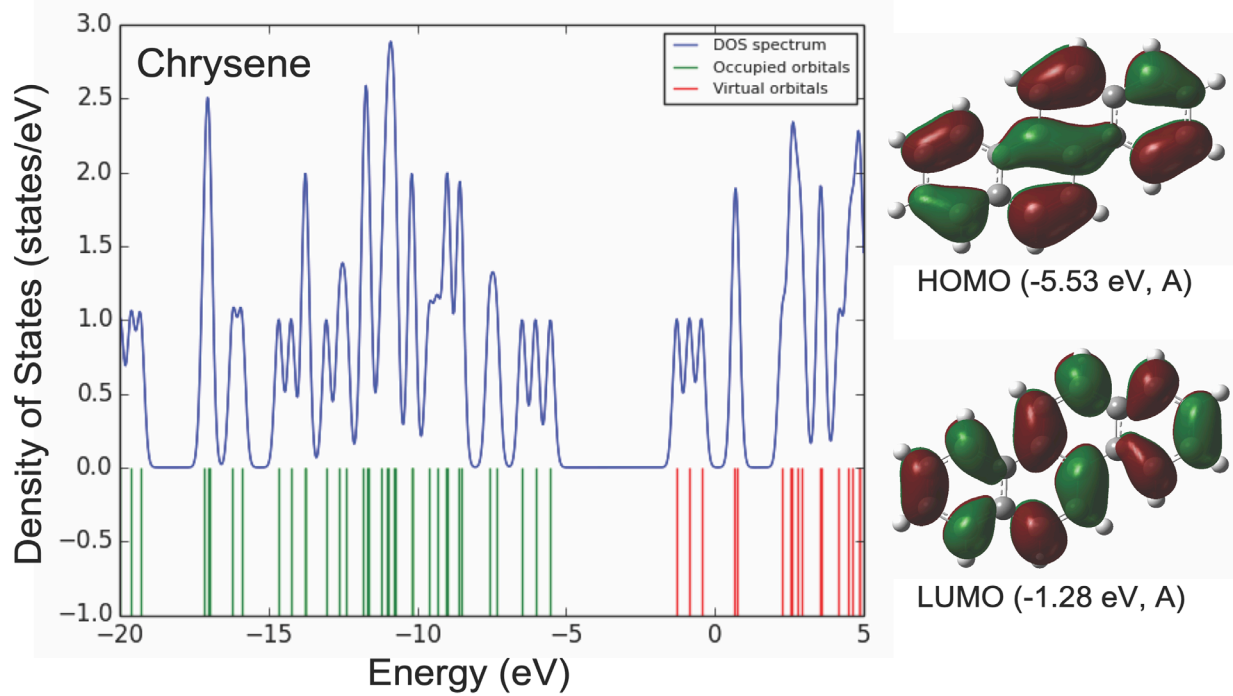 Chrysene
DOS spectrum
Occupied orbitals
Virtual orbitals
Density of States (states/eV)
3.0
2.5
2.0
1.5
1.0
0.5
0.0
−0.5
−1.0
−20
−15
−10
−5
0
5
Energy (eV)
HOMO (-5.53 eV, A)
LUMO (-1.28 eV, A)